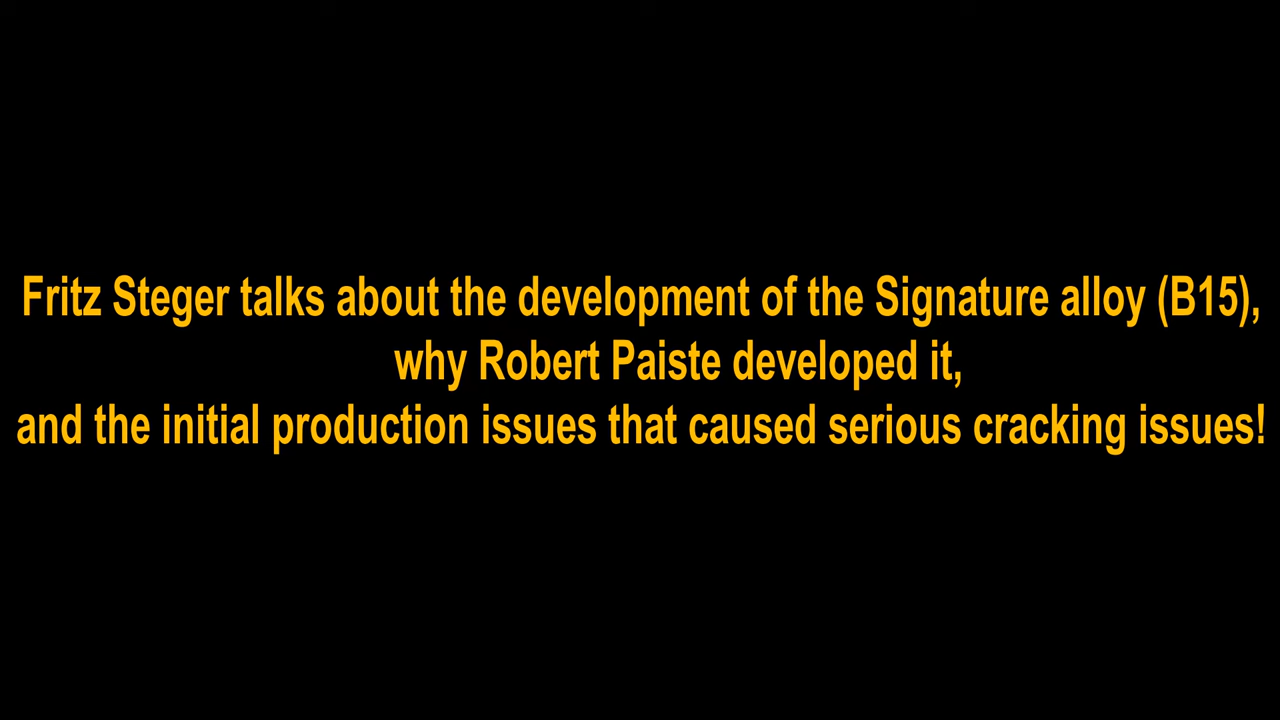 Fritz Steger talks about the development of the Signature alloy (B15),
why Robert Paiste developed it,
and the initial production issues that caused serious cracking issues!